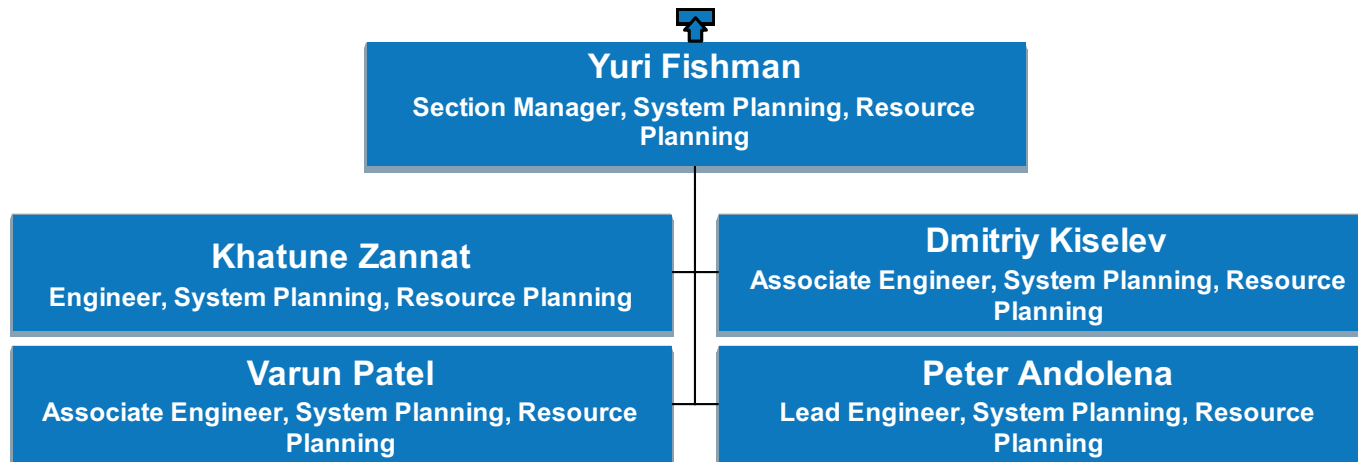 Yuri Fishman
Section Manager, System Planning, Resource
Planning
Khatune Zannat
Engineer, System Planning, Resource Planning
Dmitriy Kiselev
Associate Engineer, System Planning, Resource
Planning
Varun Patel
Associate Engineer, System Planning, Resource
Planning
Peter Andolena
Lead Engineer, System Planning, Resource
Planning